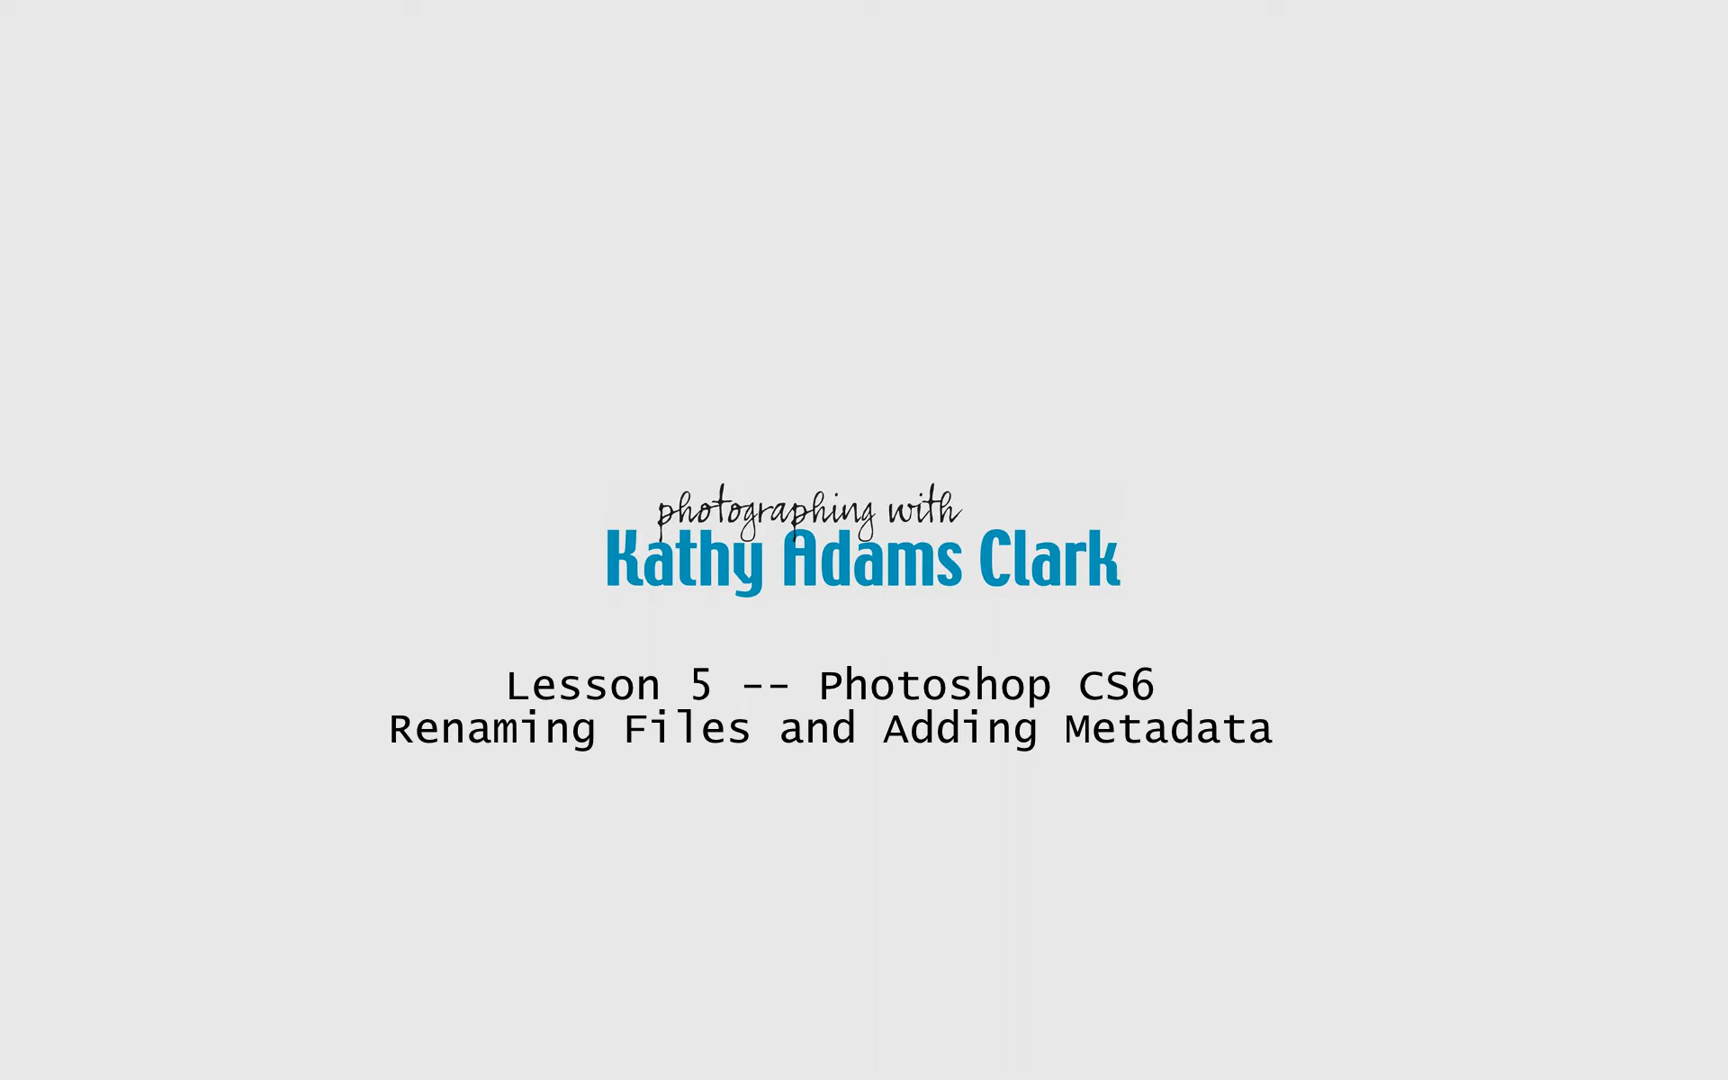 photographing with
Kathy Adams Clark
Lesson 5 -- Photoshop CS6
Renaming Files and Adding Metadata